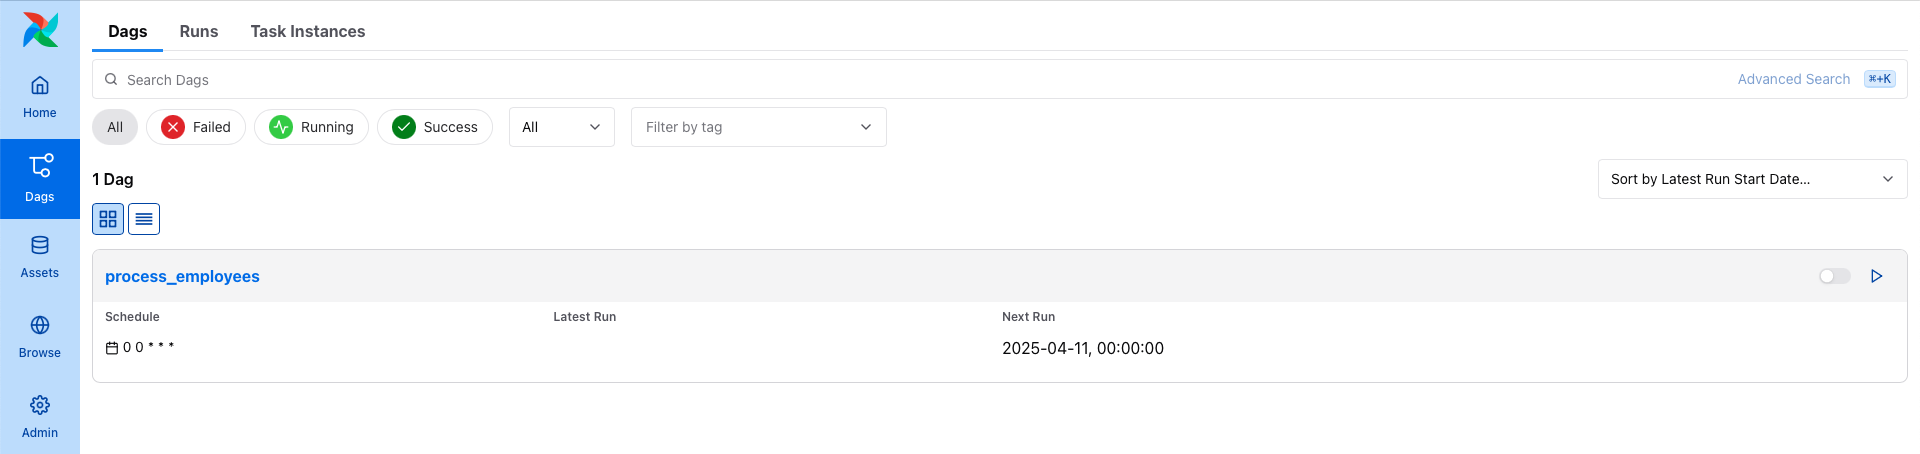 Dags Runs Task Instances
Search Dags Advanced Search ⌘+K
All Failed Running Success All Filter by tag
1 Dag Sort by Latest Run Start Date...
process_employees
Schedule Latest Run Next Run
0 0 * * * 2025-04-11, 00:00:00
Home
Dags
Assets
Browse
Admin